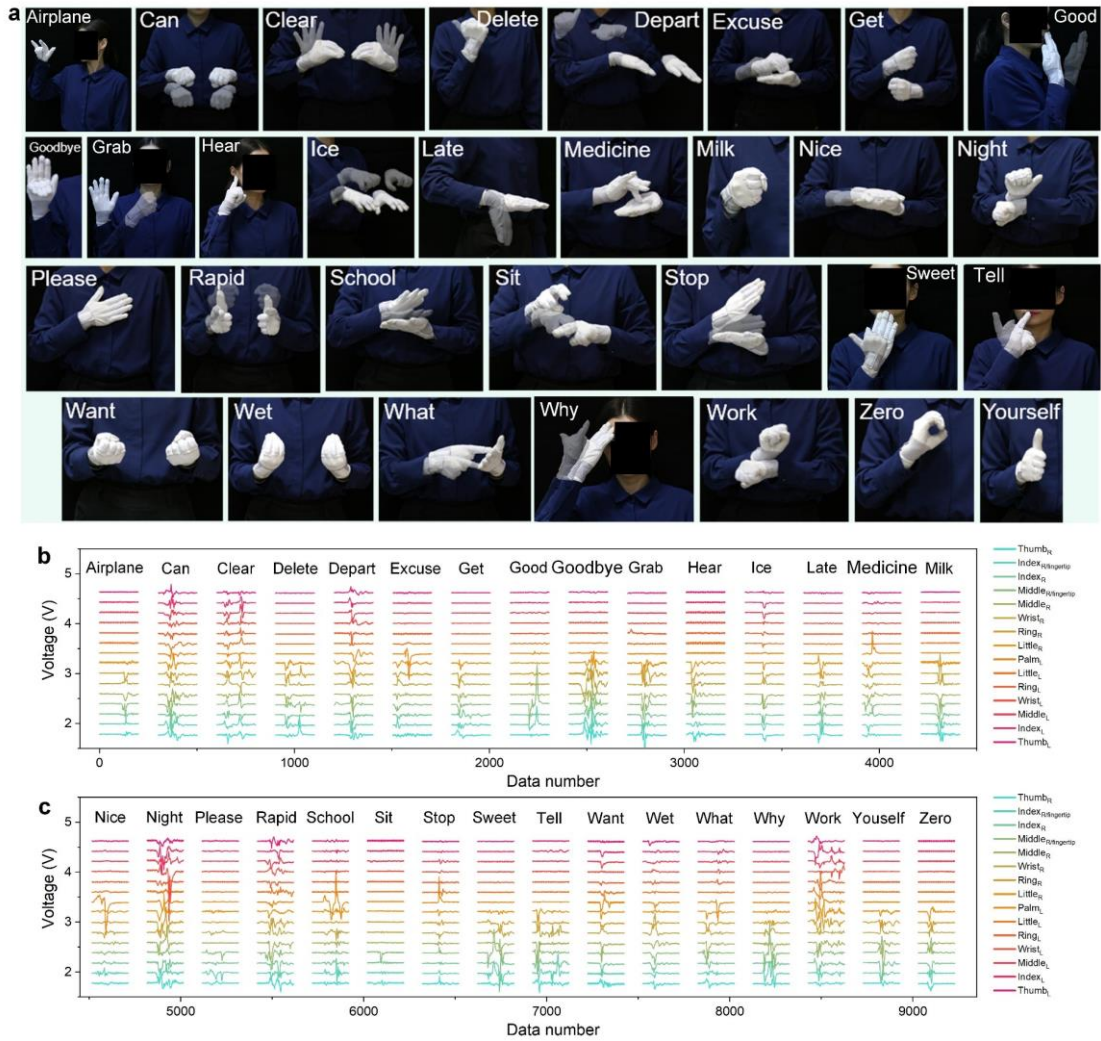 a
Airplane Can Clear Delete Depart Excuse Get Good
Goodbye Grab Hear Ice Late Medicine Milk Nice Night
Please Rapid School Sit Stop Sweet Tell
Want Wet What Why Work Zero Yourself
b
Airplane Can Clear Delete Depart Excuse Get Good Goodbye Grab Hear Ice Late Medicine Milk
5
4
3
2
Voltage (V)
0 1000 2000 3000 4000
Data number
Thumb_R
Index_R/fingertip
Index_R
Middle_R/fingertip
Middle_R
Wrist_R
Ring_R
Little_R
Palm_L
Little_L
Ring_L
Wrist_L
Middle_L
Index_L
Thumb_L
c
Nice Night Please Rapid School Sit Stop Sweet Tell Want Wet What Why Work Youself Zero
5
4
3
2
Voltage (V)
5000 6000 7000 8000 9000
Data number
Thumb_R
Index_R/fingertip
Index_R
Middle_R/fingertip
Middle_R
Wrist_R
Ring_R
Little_R
Palm_L
Little_L
Ring_L
Wrist_L
Middle_L
Index_L
Thumb_L